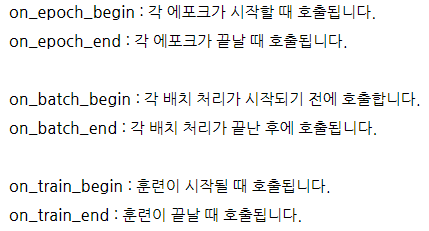 on_epoch_begin : 각 에포크가 시작할 때 호출됩니다.
on_epoch_end : 각 에포크가 끝날 때 호출됩니다.
on_batch_begin : 각 배치 처리가 시작되기 전에 호출합니다.
on_batch_end : 각 배치 처리가 끝난 후에 호출됩니다.
on_train_begin : 훈련이 시작될 때 호출됩니다.
on_train_end : 훈련이 끝날 때 호출됩니다.